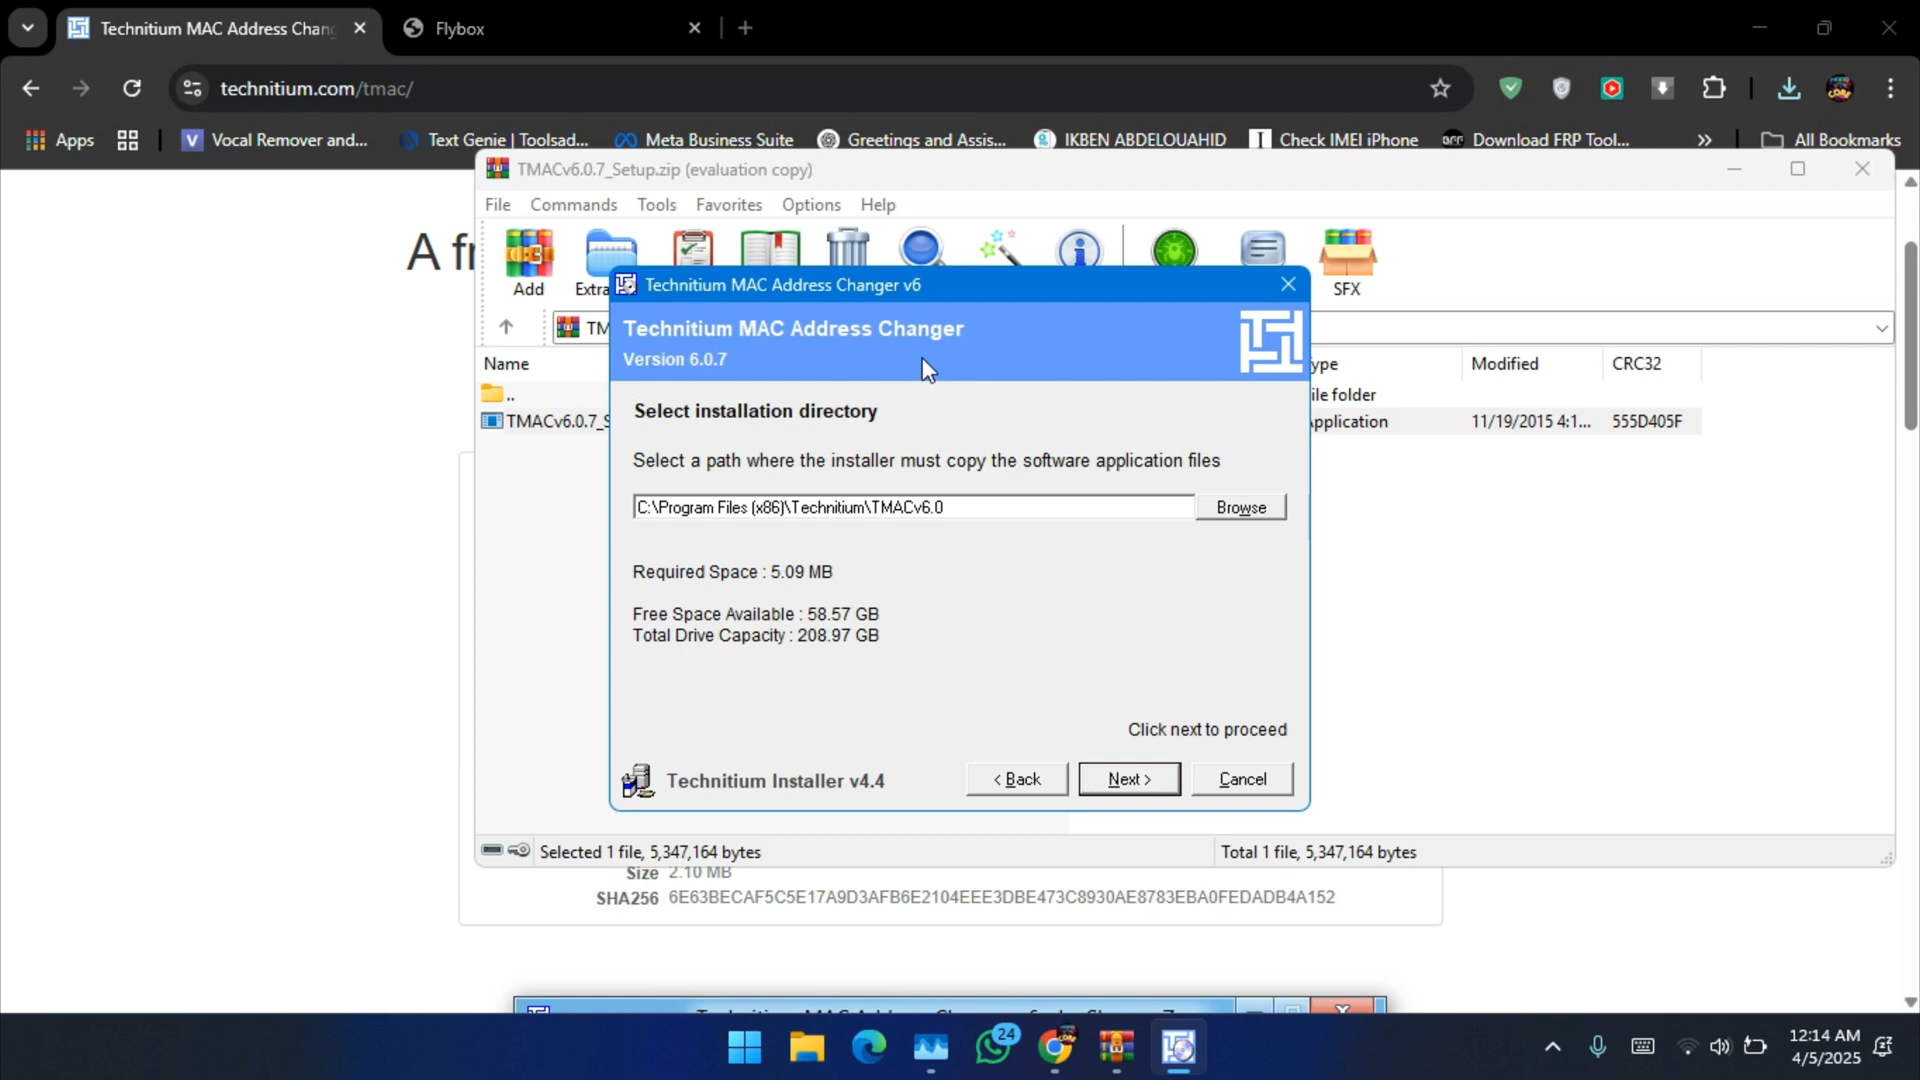 Technitium MAC Address Chang
Flybox
technitium.com/tmac/
Apps
Vocal Remover and...
Text Genie | Toolsad...
Meta Business Suite
Greetings and Assis...
IKBEN ABDELOUAHID
Check IMEI iPhone
Download FRP Tool...
All Bookmarks
A fr
TMACv6.0.7_Setup.zip (evaluation copy)
File Commands Tools Favorites Options Help
Add
Extra
SFX
TM
Technitium MAC Address Changer v6
Technitium MAC Address Changer
Version 6.0.7
Name
ype
Modified
CRC32
..
ile folder
TMACv6.0.7_S
pplication
11/19/2015 4:1...
555D405F
Select installation directory
Select a path where the installer must copy the software application files
C:\Program Files (x86)\Technitium\TMACv6.0
Browse
Required Space : 5.09 MB
Free Space Available : 58.57 GB
Total Drive Capacity : 208.97 GB
Click next to proceed
Technitium Installer v4.4
< Back
Next >
Cancel
Selected 1 file, 5,347,164 bytes
Total 1 file, 5,347,164 bytes
Size 2.10 MB
SHA256 6E63BECAF5C5E17A9D3AFB6E2104EEE3DBE473C8930AE8783EBA0FEDADB4A152
24
12:14 AM
4/5/2025